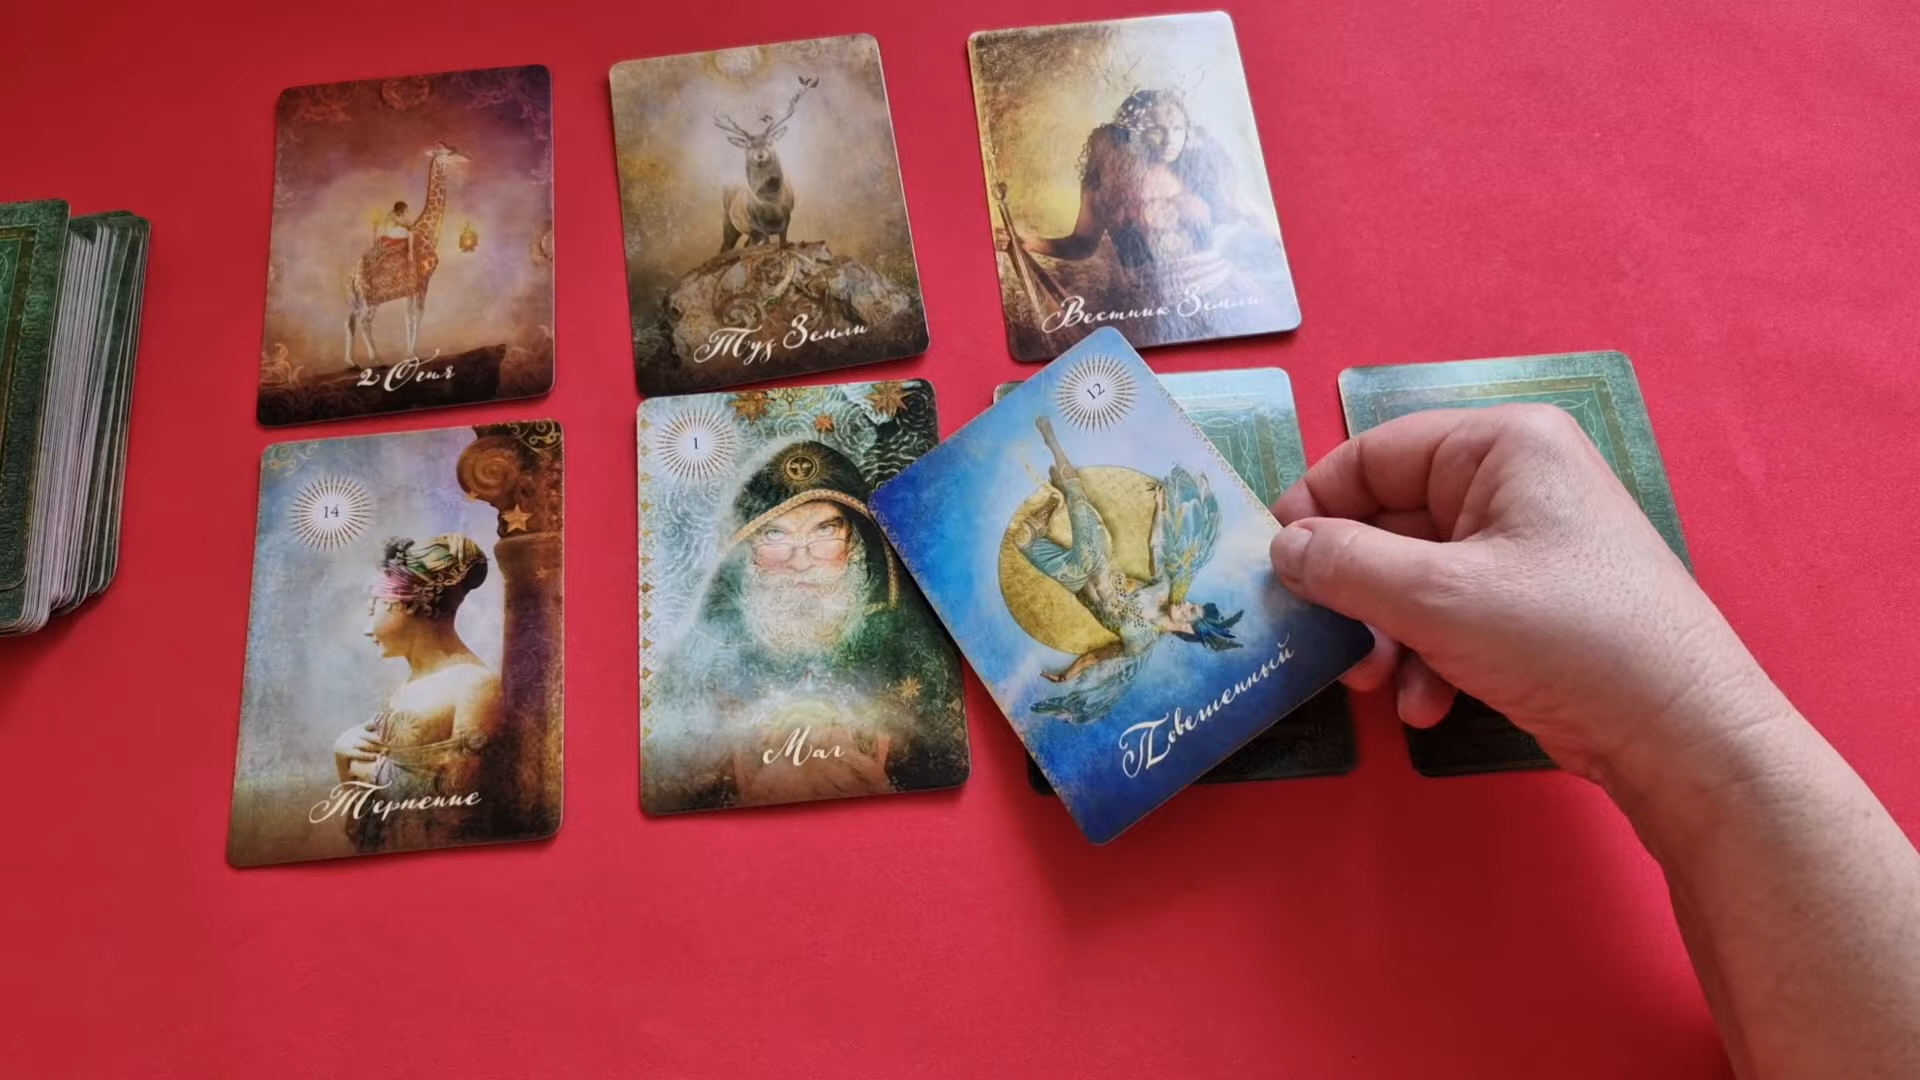 2 Огня
Туз Земли
Вестник Земли
14
Терпение
1
Маг
12
Повешенный